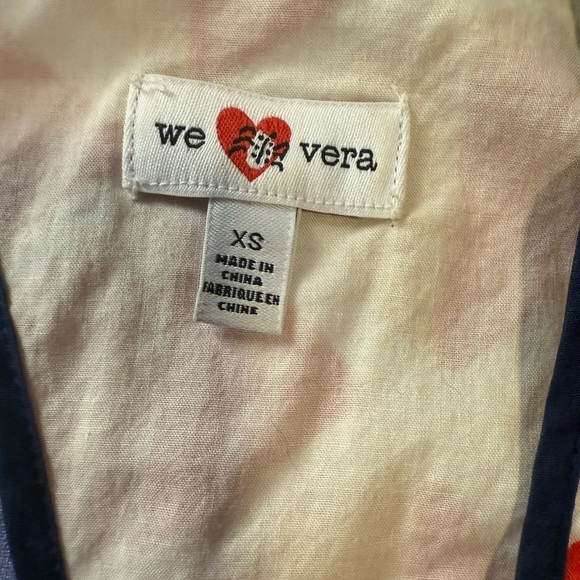 we vera
XS
MADE IN
CHINA
FABRIQUE EN
CHINE